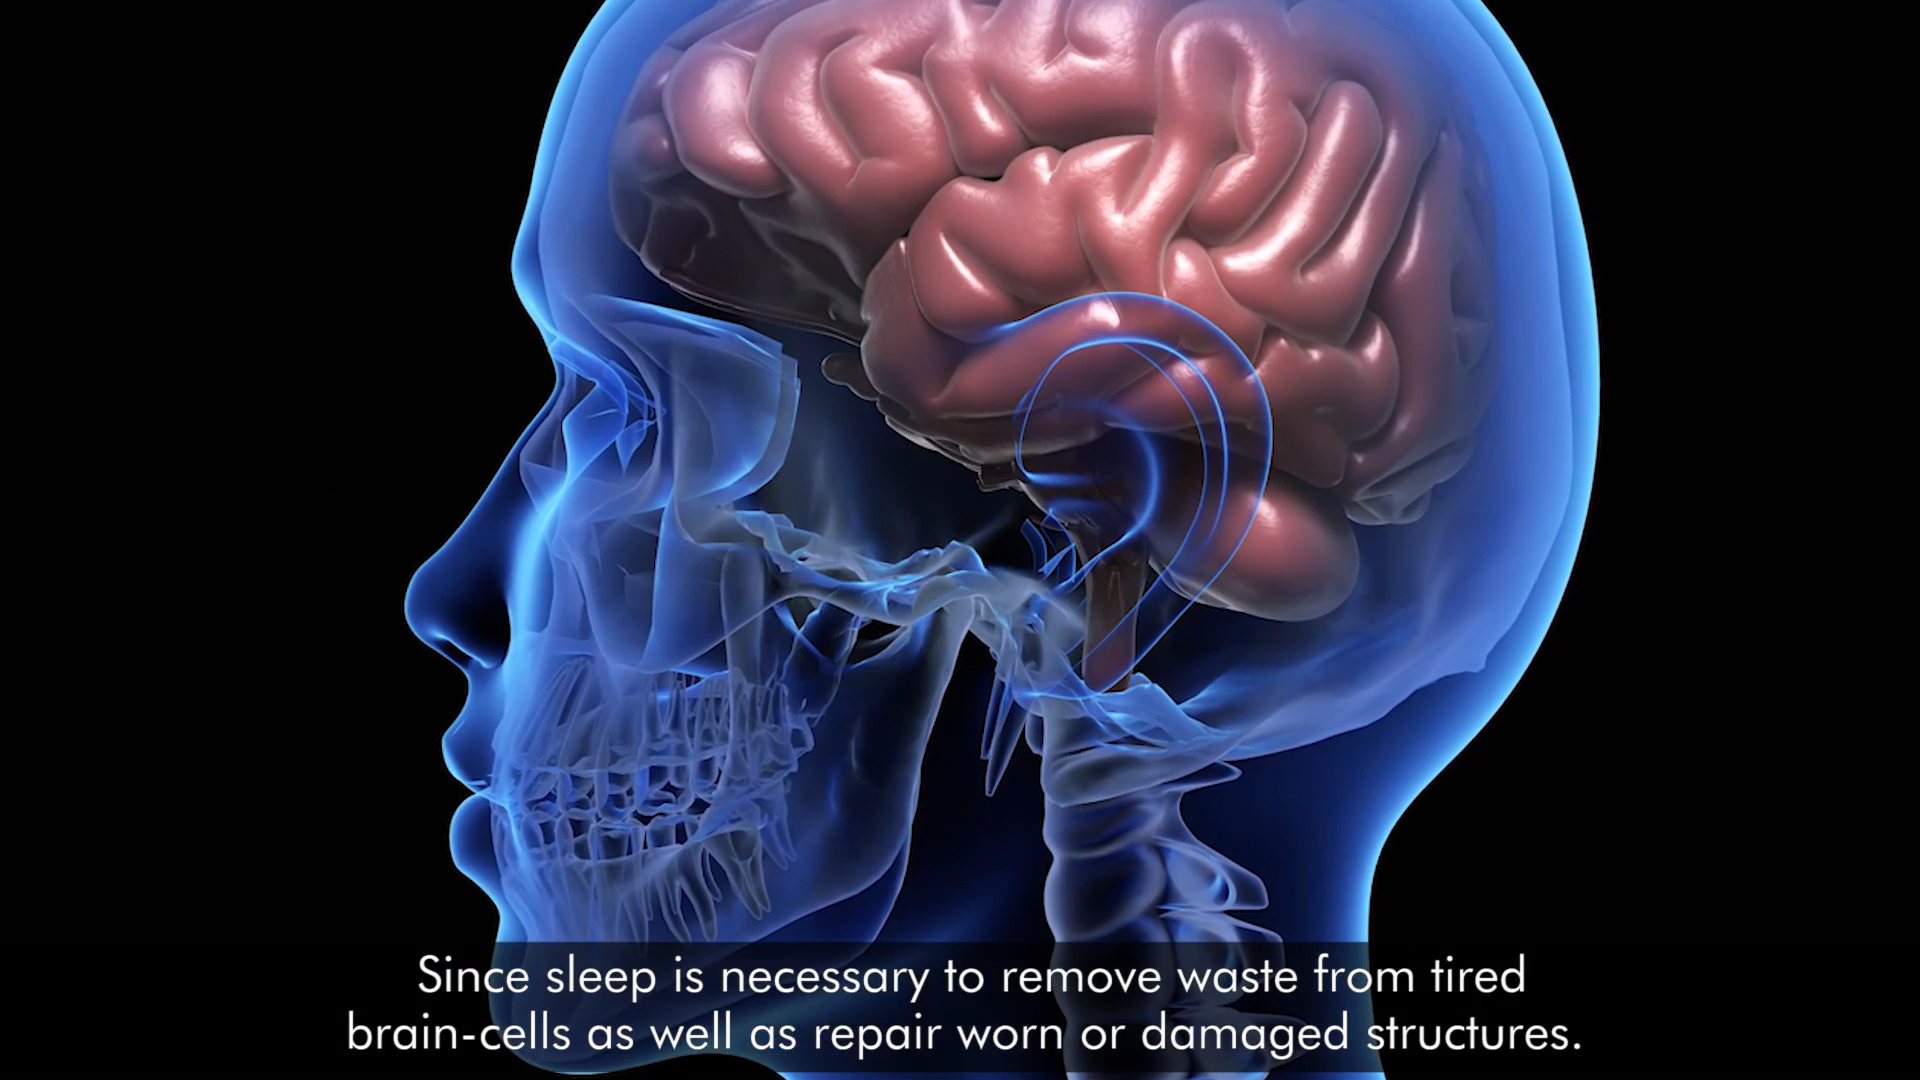 Since sleep is necessary to remove waste from tired
brain-cells as well as repair worn or damaged structures.